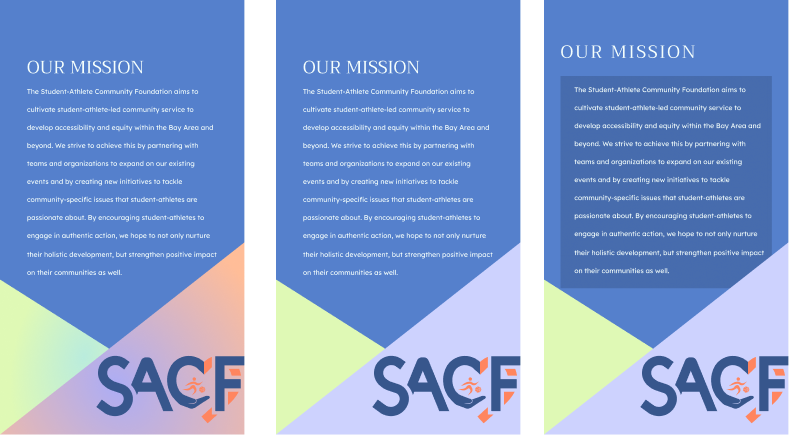 OUR MISSION
The Student-Athlete Community Foundation aims to
cultivate student-athlete-led community service to
develop accessibility and equity within the Bay Area and
beyond. We strive to achieve this by partnering with
teams and organizations to expand on our existing
events and by creating new initiatives to tackle
community-specific issues that student-athletes are
passionate about. By encouraging student-athletes to
engage in authentic action, we hope to not only nurture
their holistic development, but strengthen positive impact
on their communities as well.
SACF
OUR MISSION
The Student-Athlete Community Foundation aims to
cultivate student-athlete-led community service to
develop accessibility and equity within the Bay Area and
beyond. We strive to achieve this by partnering with
teams and organizations to expand on our existing
events and by creating new initiatives to tackle
community-specific issues that student-athletes are
passionate about. By encouraging student-athletes to
engage in authentic action, we hope to not only nurture
their holistic development, but strengthen positive impact
on their communities as well.
SACF
OUR MISSION
The Student-Athlete Community Foundation aims to
cultivate student-athlete-led community service to
develop accessibility and equity within the Bay Area and
beyond. We strive to achieve this by partnering with
teams and organizations to expand on our existing
events and by creating new initiatives to tackle
community-specific issues that student-athletes are
passionate about. By encouraging student-athletes to
engage in authentic action, we hope to not only nurture
their holistic development, but strengthen positive impact
on their communities as well.
SACF